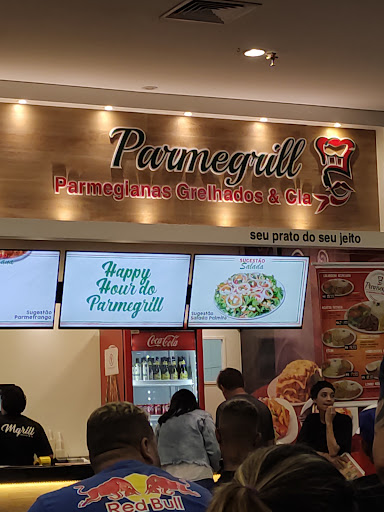 Parmegrill
Parmegianas Grelhados & Cia
seu prato do seu jeito
Sugestão
Parmefrango
Happy
Hour do
Parmegrill
SUGESTÃO
Salada
Sugestão
Salada Palmito
Coca-Cola
Mgrill
Red Bull